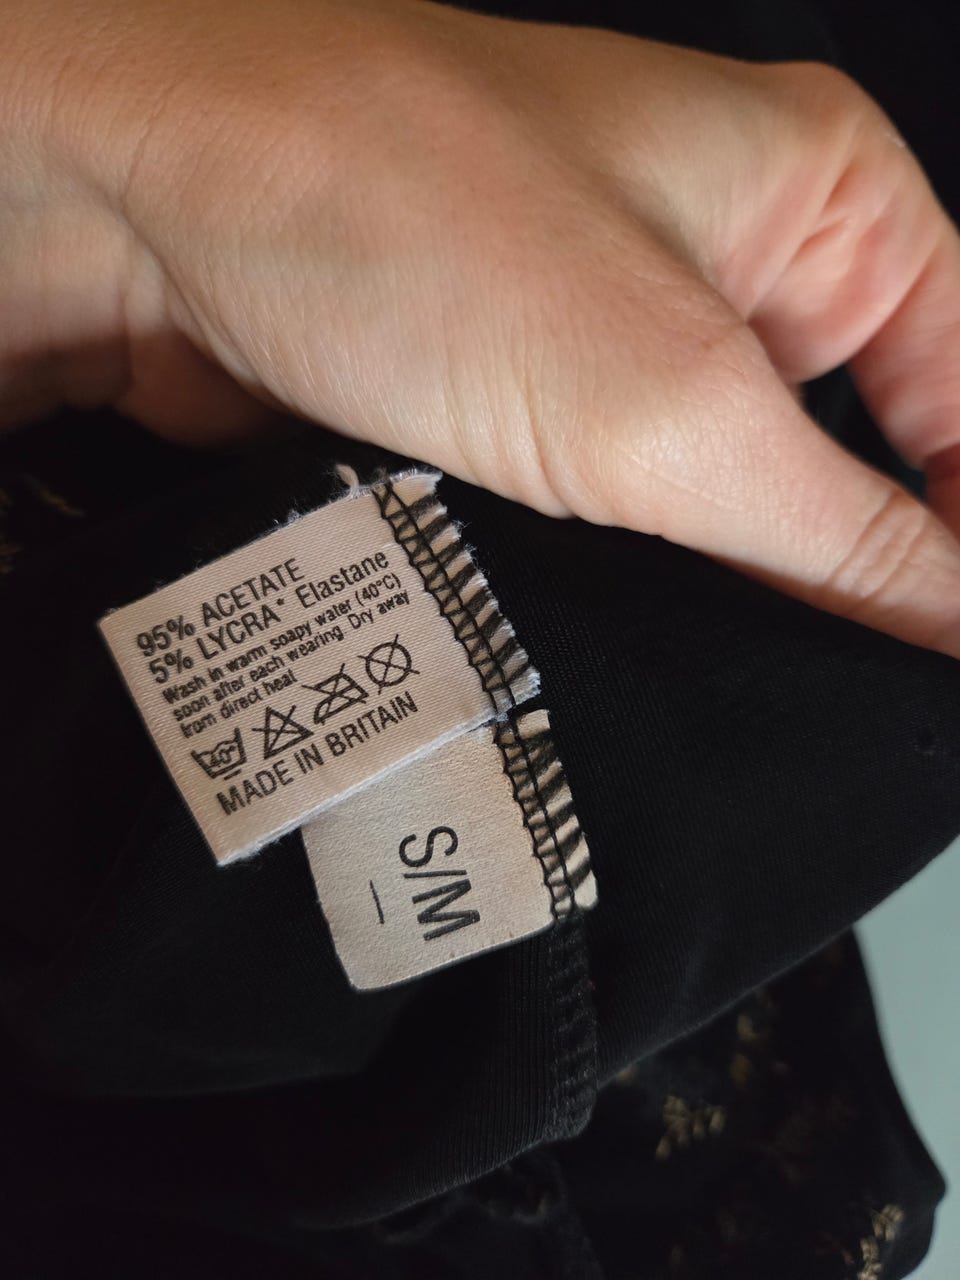 95% ACETATE
5% LYCRA* Elastane
Wash in warm soapy water (40°C)
soon after each wearing. Dry away
from direct heat
40°
MADE IN BRITAIN
S/M